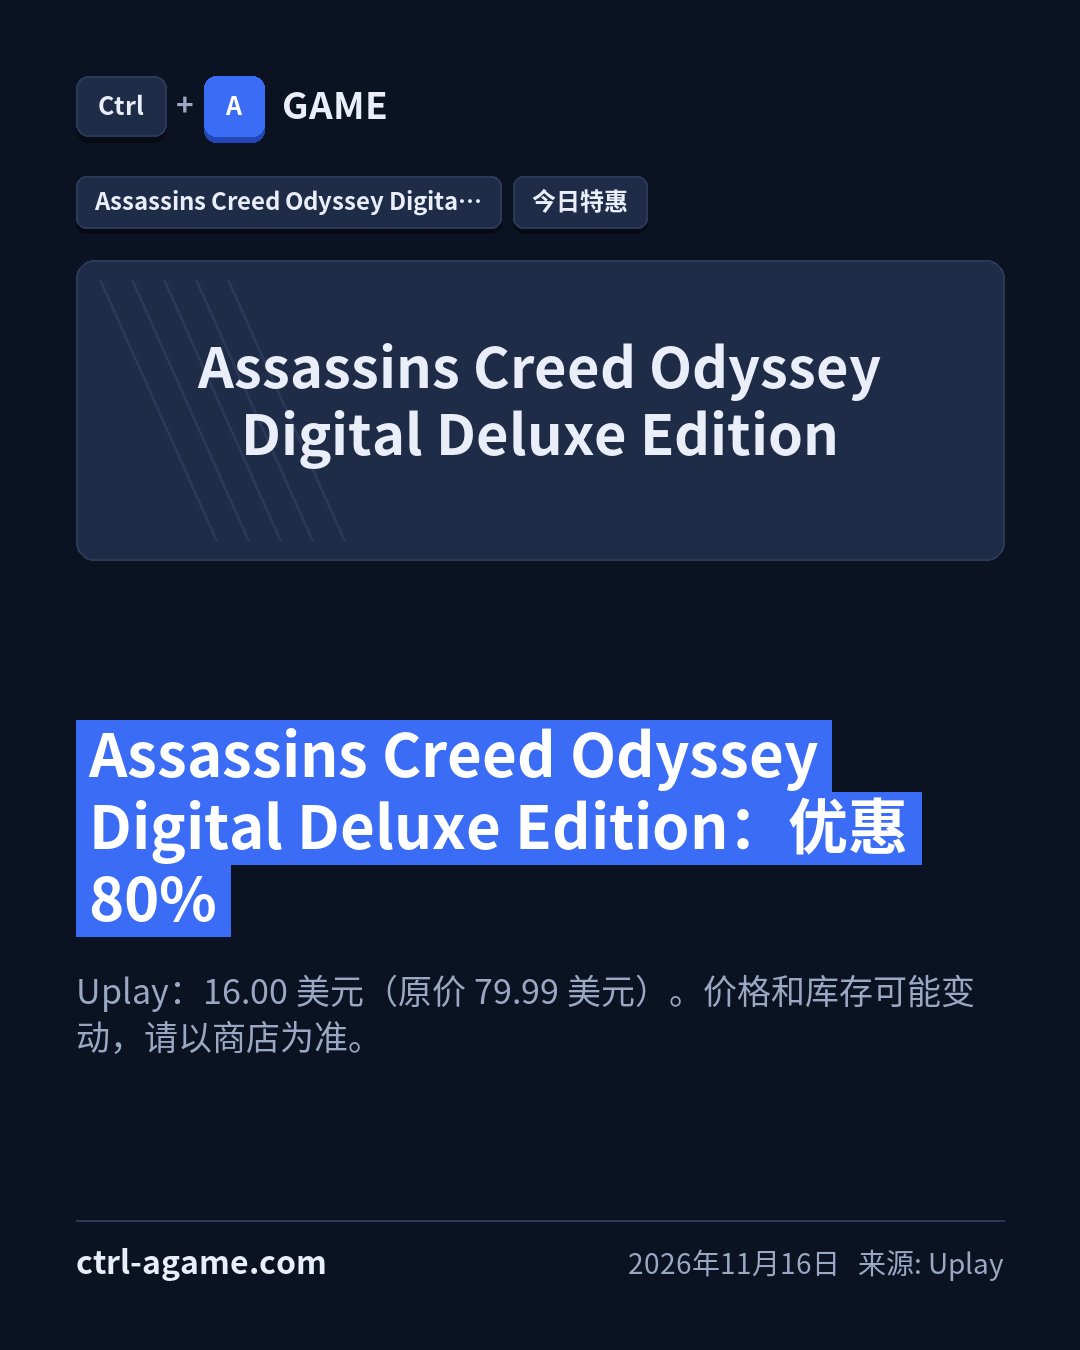 Ctrl + A GAME
Assassins Creed Odyssey Digita… 今日特惠
Assassins Creed Odyssey
Digital Deluxe Edition
Assassins Creed Odyssey
Digital Deluxe Edition：优惠
80%
Uplay：16.00 美元（原价 79.99 美元）。价格和库存可能变
动，请以商店为准。
ctrl-agame.com 2026年11月16日 来源: Uplay